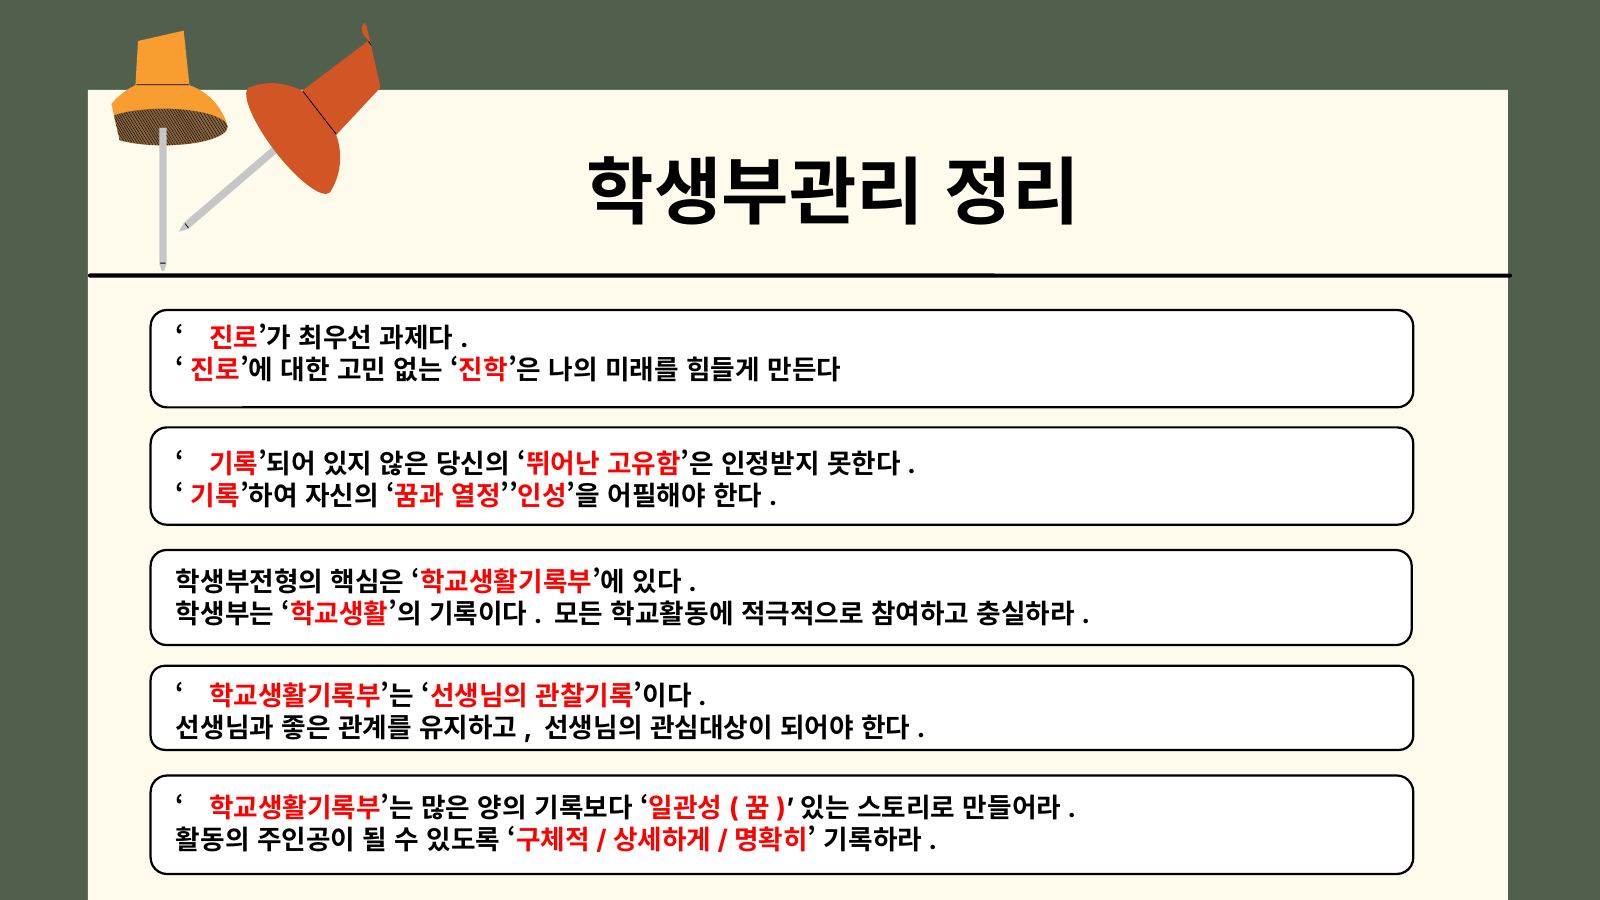 학생부관리 정리
‘ 진로’가 최우선 과제다 .
‘ 진로’에 대한 고민 없는 ‘진학’은 나의 미래를 힘들게 만든다
‘ 기록’되어 있지 않은 당신의 ‘뛰어난 고유함’은 인정받지 못한다 .
‘ 기록’하여 자신의 ‘꿈과 열정’’인성’을 어필해야 한다 .
학생부전형의 핵심은 ‘학교생활기록부’에 있다 .
학생부는 ‘학교생활’의 기록이다 . 모든 학교활동에 적극적으로 참여하고 충실하라 .
‘ 학교생활기록부’는 ‘선생님의 관찰기록’이다 .
선생님과 좋은 관계를 유지하고 , 선생님의 관심대상이 되어야 한다 .
‘ 학교생활기록부’는 많은 양의 기록보다 ‘일관성 ( 꿈 )’ 있는 스토리로 만들어라 .
활동의 주인공이 될 수 있도록 ‘구체적 / 상세하게 / 명확히’ 기록하라 .